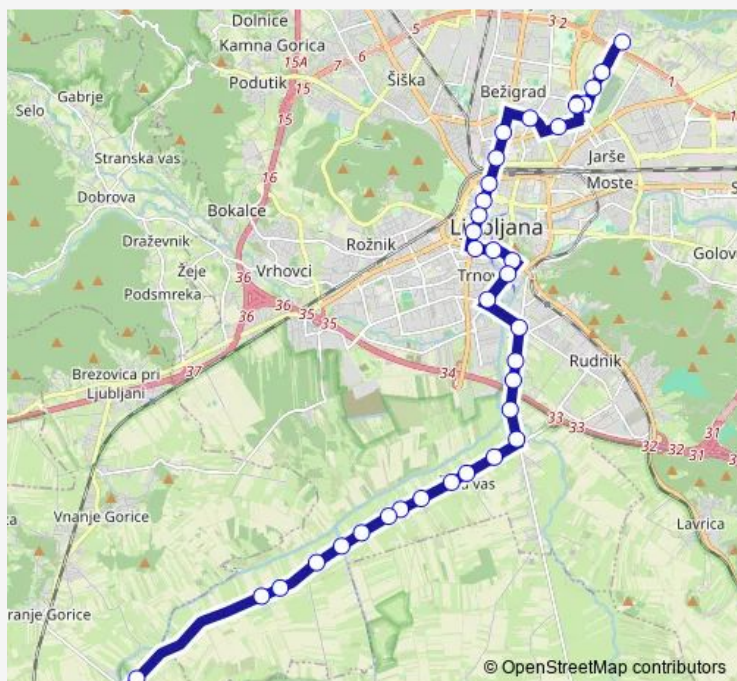 Dolnice
Kamna Gorica
3 2
5
6
7
15A
Podutik
Šiška
Bežigrad
1
Selo
Gabrje
15
Stranska vas
16
Jarše
Moste
Dobrova
Bokalce
Ljubljana
Draževnik
Rožnik
Golov
Žeje
Vrhovci
36
Trnov
Podsmreka
36
35
35
36
37
Brezovica pri
Ljubljani
34
Rudnik
33
33
32
32
31
31
vas
Vnanje Gorice
Lavrica
ranje Gorice
© OpenStreetMap contributors